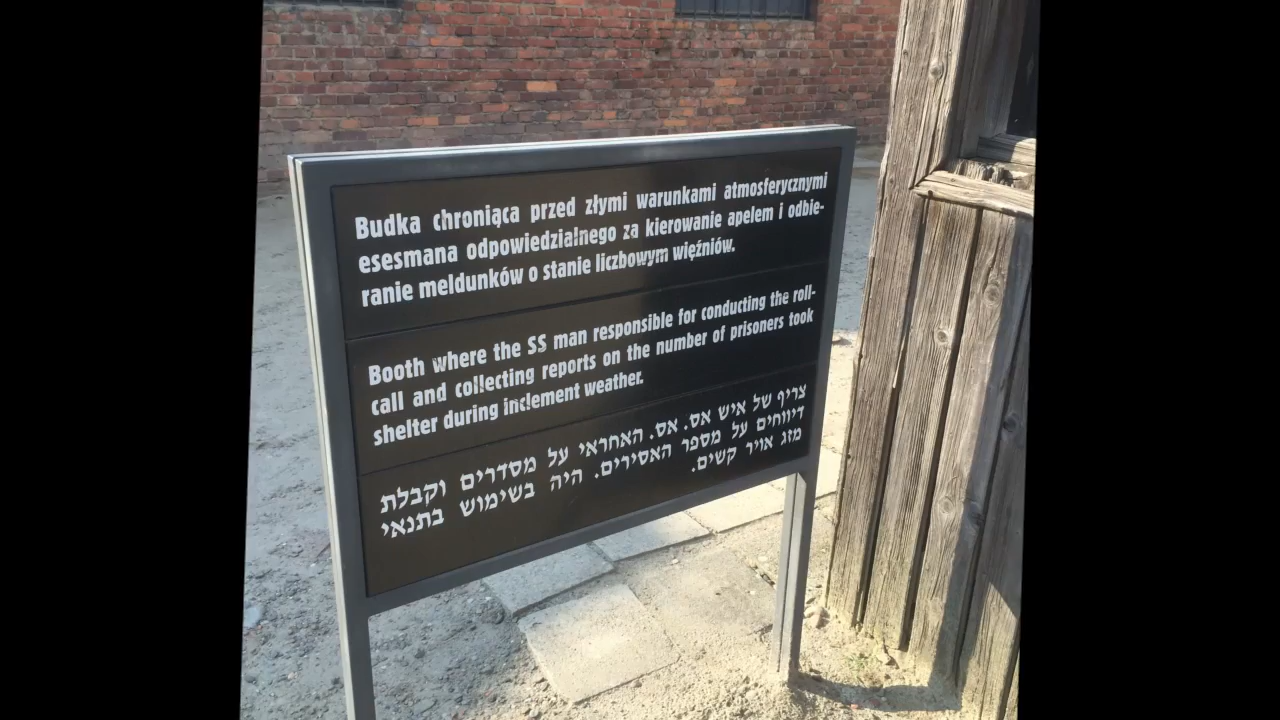 Budka chroniąca przed złymi warunkami atmosferycznymi
esesmana odpowiedzialnego za kierowanie apelem i odbie-
ranie meldunków o stanie liczbowym więźniów.
Booth where the SS man responsible for conducting the roll-
call and collecting reports on the number of prisoners took
shelter during inclement weather.
צריף של איש אס. אס. האחראי על מסדרים וקבלת
דיווחים על מספר האסירים. היה בשימוש בתנאי
מזג אויר קשים.